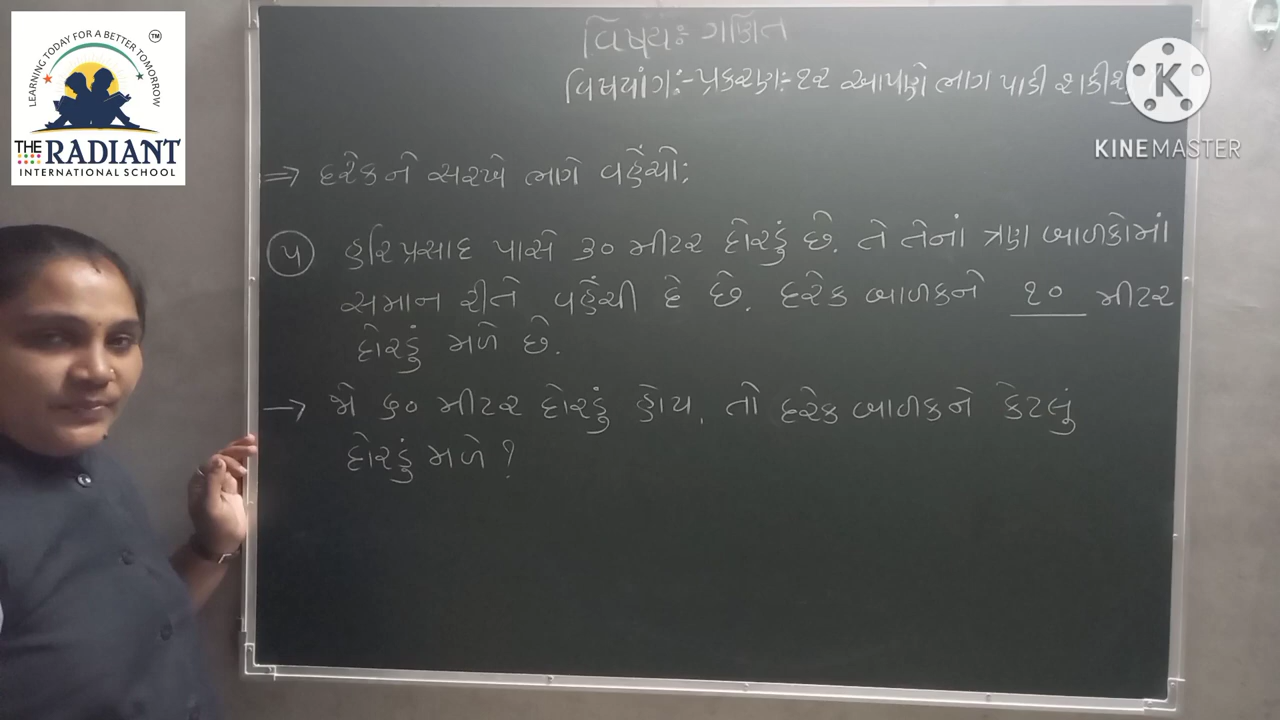 LEARNING TODAY FOR A BETTER TOMORROW
TM
THE RADIANT
INTERNATIONAL SCHOOL
વિષય: ગણિત
વિષયાંગ:- પ્રકરણ:- ૧૨ આપણે ભાગ પાડી શકીશું
K
KINEMASTER
⇒ દરેકને સરખે ભાગે વહેંચો:
૫ હરિપ્રસાદ પાસે ૩૦ મીટર દોરડું છે. તે તેનાં ત્રણ બાળકોમાં
સમાન રીતે વહેંચી દે છે. દરેક બાળકને ૧૦ મીટર
દોરડું મળે છે.
→ જો ૬૦ મીટર દોરડું હોય, તો દરેક બાળકને કેટલું
દોરડું મળે ?